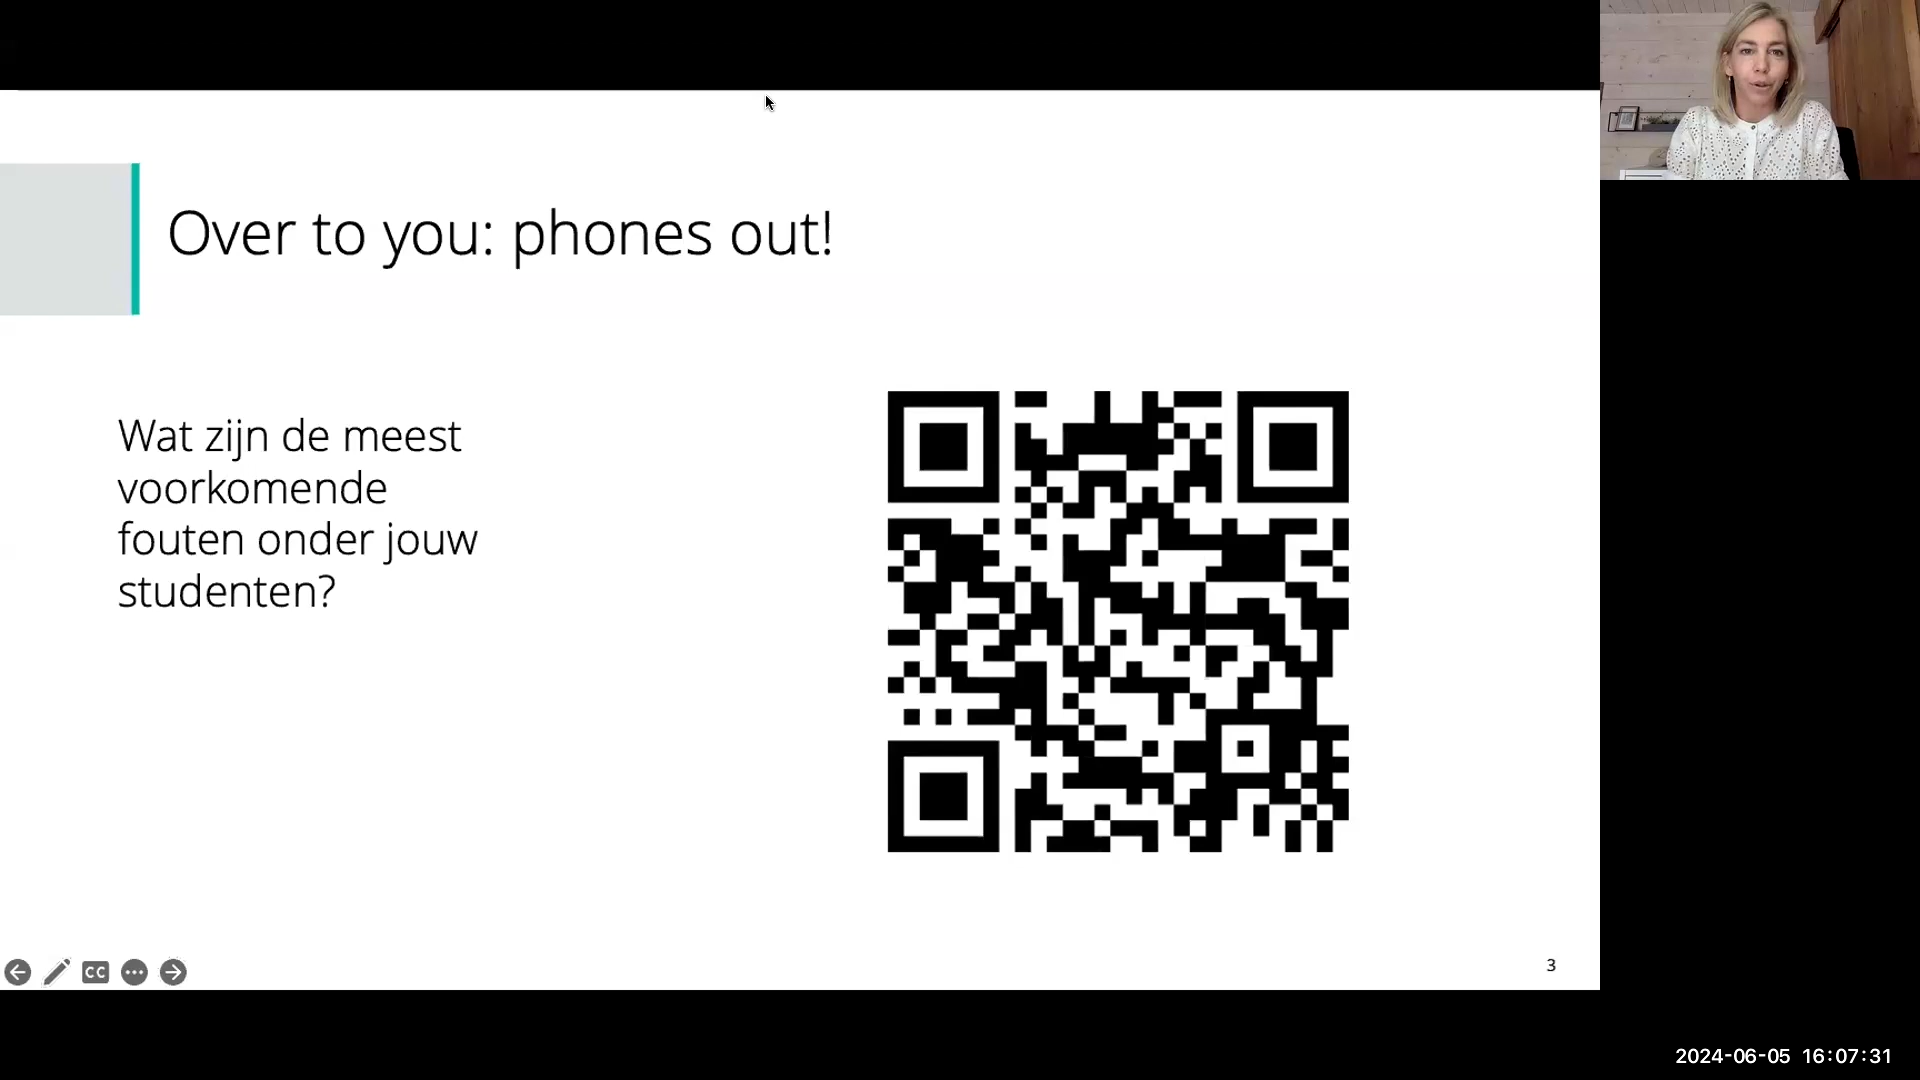 Over to you: phones out!
Wat zijn de meest
voorkomende
fouten onder jouw
studenten?
CC
3
2024-06-05 16:07:31